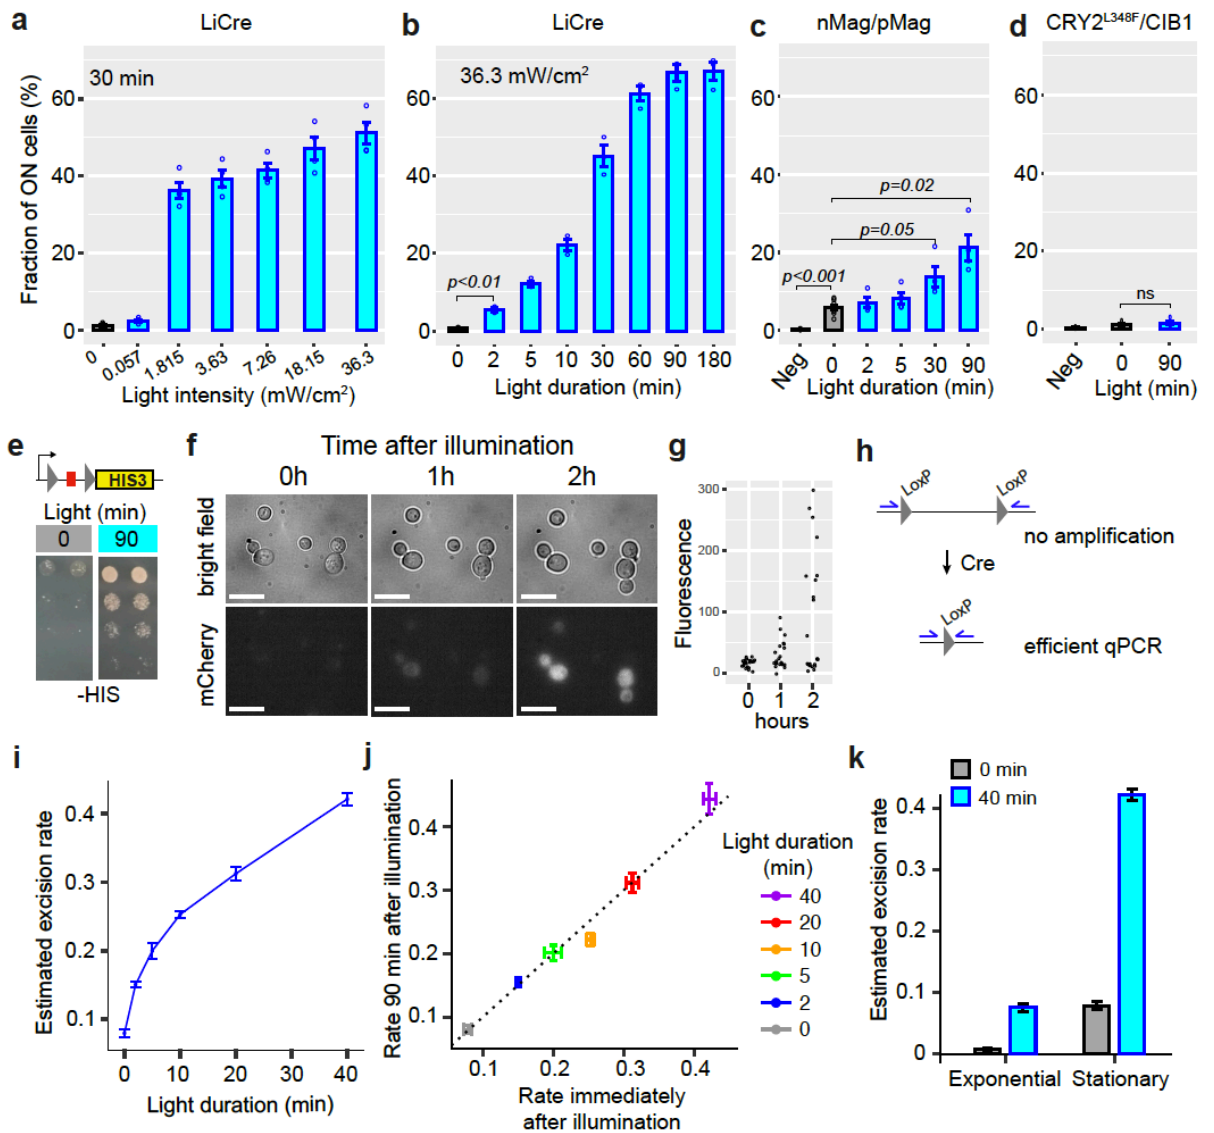 a
LiCre
30 min
Fraction of ON cells (%)
60
40
20
0
0
0.057
1.815
3.63
7.26
18.15
36.3
Light intensity (mW/cm²)
b
LiCre
36.3 mW/cm²
60
40
20
0
p<0.01
0
2
5
10
30
60
90
180
Light duration (min)
c
nMag/pMag
60
40
20
0
p=0.02
p=0.05
p<0.001
Neg
0
2
5
30
90
Light duration (min)
d
CRY2L348F/CIB1
60
40
20
0
ns
Neg
0
90
Light (min)
e
HIS3
Light (min)
0
90
-HIS
f
Time after illumination
0h
1h
2h
bright field
mCherry
g
Fluorescence
300
200
100
0
0
1
2
hours
h
LoxP
LoxP
no amplification
Cre
LoxP
efficient qPCR
i
Estimated excision rate
0.4
0.3
0.2
0.1
0
10
20
30
40
Light duration (min)
j
Rate 90 min after illumination
0.4
0.3
0.2
0.1
0.1
0.2
0.3
0.4
Rate immediately
after illumination
Light duration
(min)
40
20
10
5
2
0
k
0 min
40 min
Estimated excision rate
0.4
0.3
0.2
0.1
0
Exponential
Stationary